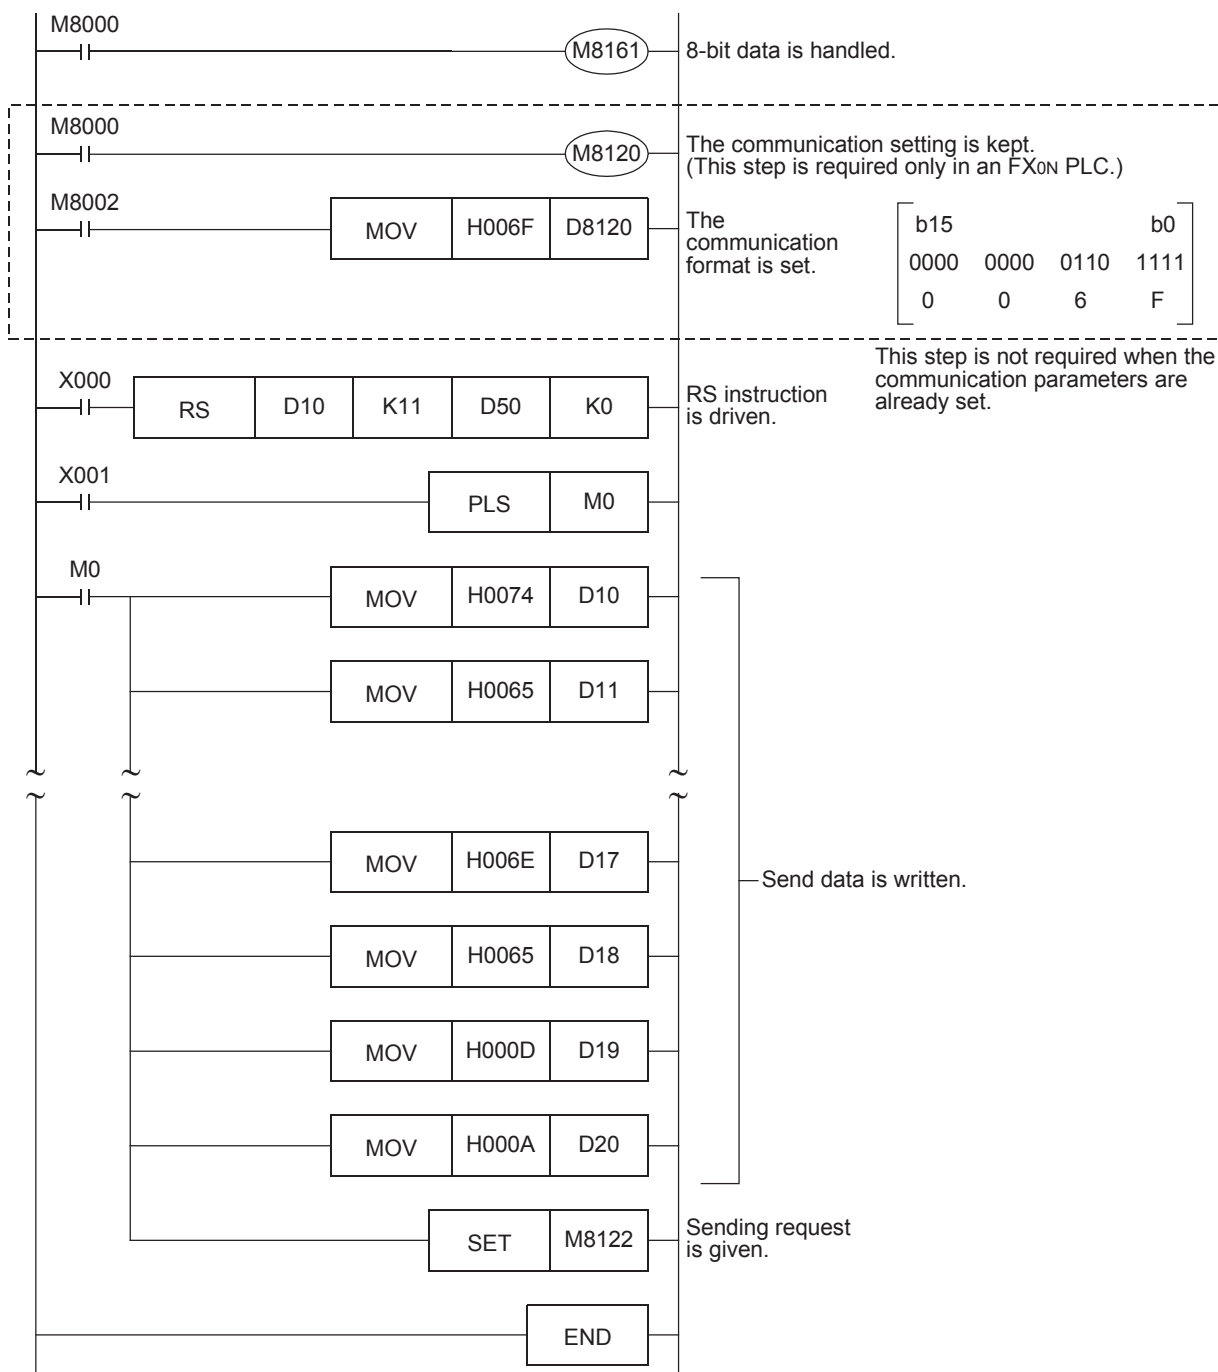 M8000
M8161
8-bit data is handled.
M8000
M8120
The communication setting is kept.
(This step is required only in an FX0N PLC.)
M8002
MOV H006F D8120
The
communication
format is set.
b15 b0
0000 0000 0110 1111
0 0 6 F
This step is not required when the
communication parameters are
already set.
X000
RS D10 K11 D50 K0
RS instruction
is driven.
X001
PLS M0
M0
MOV H0074 D10
MOV H0065 D11
MOV H006E D17
Send data is written.
MOV H0065 D18
MOV H000D D19
MOV H000A D20
SET M8122
Sending request
is given.
END